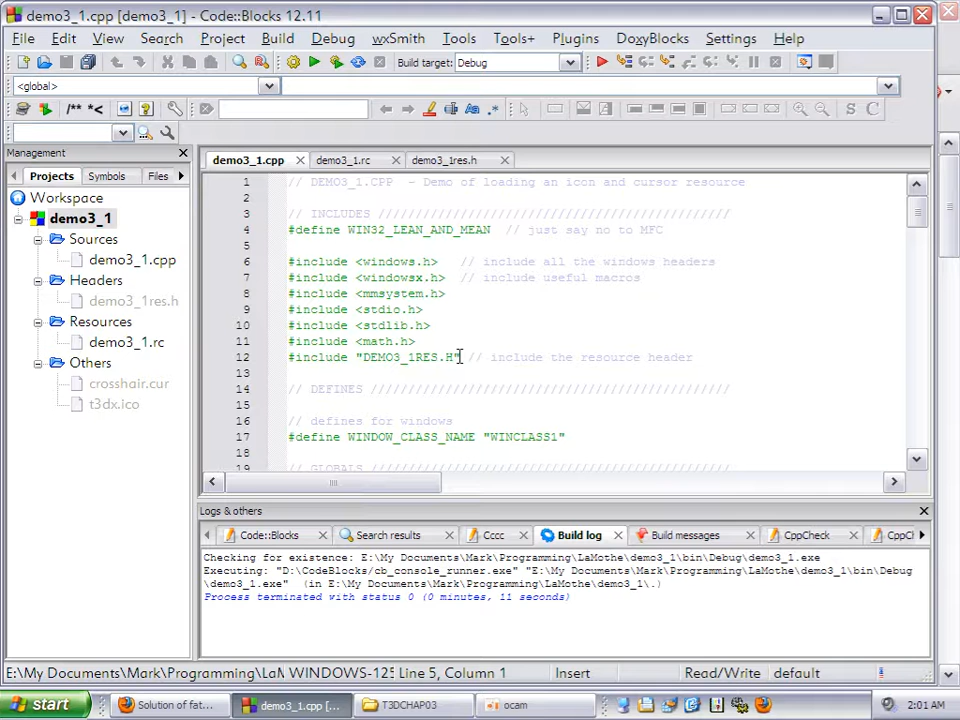 demo3_1.cpp [demo3_1] - Code::Blocks 12.11
File Edit View Search Project Build Debug wxSmith Tools Tools+ Plugins DoxyBlocks Settings Help
Build target: Debug
<global>
/** *<
S C
Management
Projects Symbols Files
Workspace
demo3_1
Sources
demo3_1.cpp
Headers
demo3_1res.h
Resources
demo3_1.rc
Others
crosshair.cur
t3dx.ico
demo3_1.cpp demo3_1.rc demo3_1res.h
1 // DEMO3_1.CPP - Demo of loading an icon and cursor resource
2
3 // INCLUDES ///////////////////////////////////////////////
4 #define WIN32_LEAN_AND_MEAN // just say no to MFC
5
6 #include <windows.h> // include all the windows headers
7 #include <windowsx.h> // include useful macros
8 #include <mmsystem.h>
9 #include <stdio.h>
10 #include <stdlib.h>
11 #include <math.h>
12 #include "DEMO3_1RES.H" // include the resource header
13
14 // DEFINES ////////////////////////////////////////////////
15
16 // defines for windows
17 #define WINDOW_CLASS_NAME "WINCLASS1"
19 // GLOBALS ////////////////////////////////////////////////
Logs & others
Code::Blocks Search results Cccc Build log Build messages CppCheck CppCl
Checking for existence: E:\My Documents\Mark\Programming\LaMothe\demo3_1\bin\Debug\demo3_1.exe
Executing: "D:\CodeBlocks/cb_console_runner.exe" "E:\My Documents\Mark\Programming\LaMothe\demo3_1\bin\Debug
\demo3_1.exe" (in E:\My Documents\Mark\Programming\LaMothe\demo3_1\.)
Process terminated with status 0 (0 minutes, 11 seconds)
E:\My Documents\Mark\Programming\LaM WINDOWS-125 Line 5, Column 1 Insert Read/Write default
start Solution of fat... demo3_1.cpp [... T3DCHAP03 ocam 2:01 AM